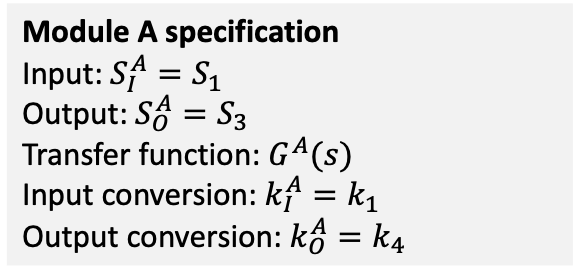 Module A specification
Input: $S_I^A = S_1$
Output: $S_O^A = S_3$
Transfer function: $G^A(s)$
Input conversion: $k_I^A = k_1$
Output conversion: $k_O^A = k_4$